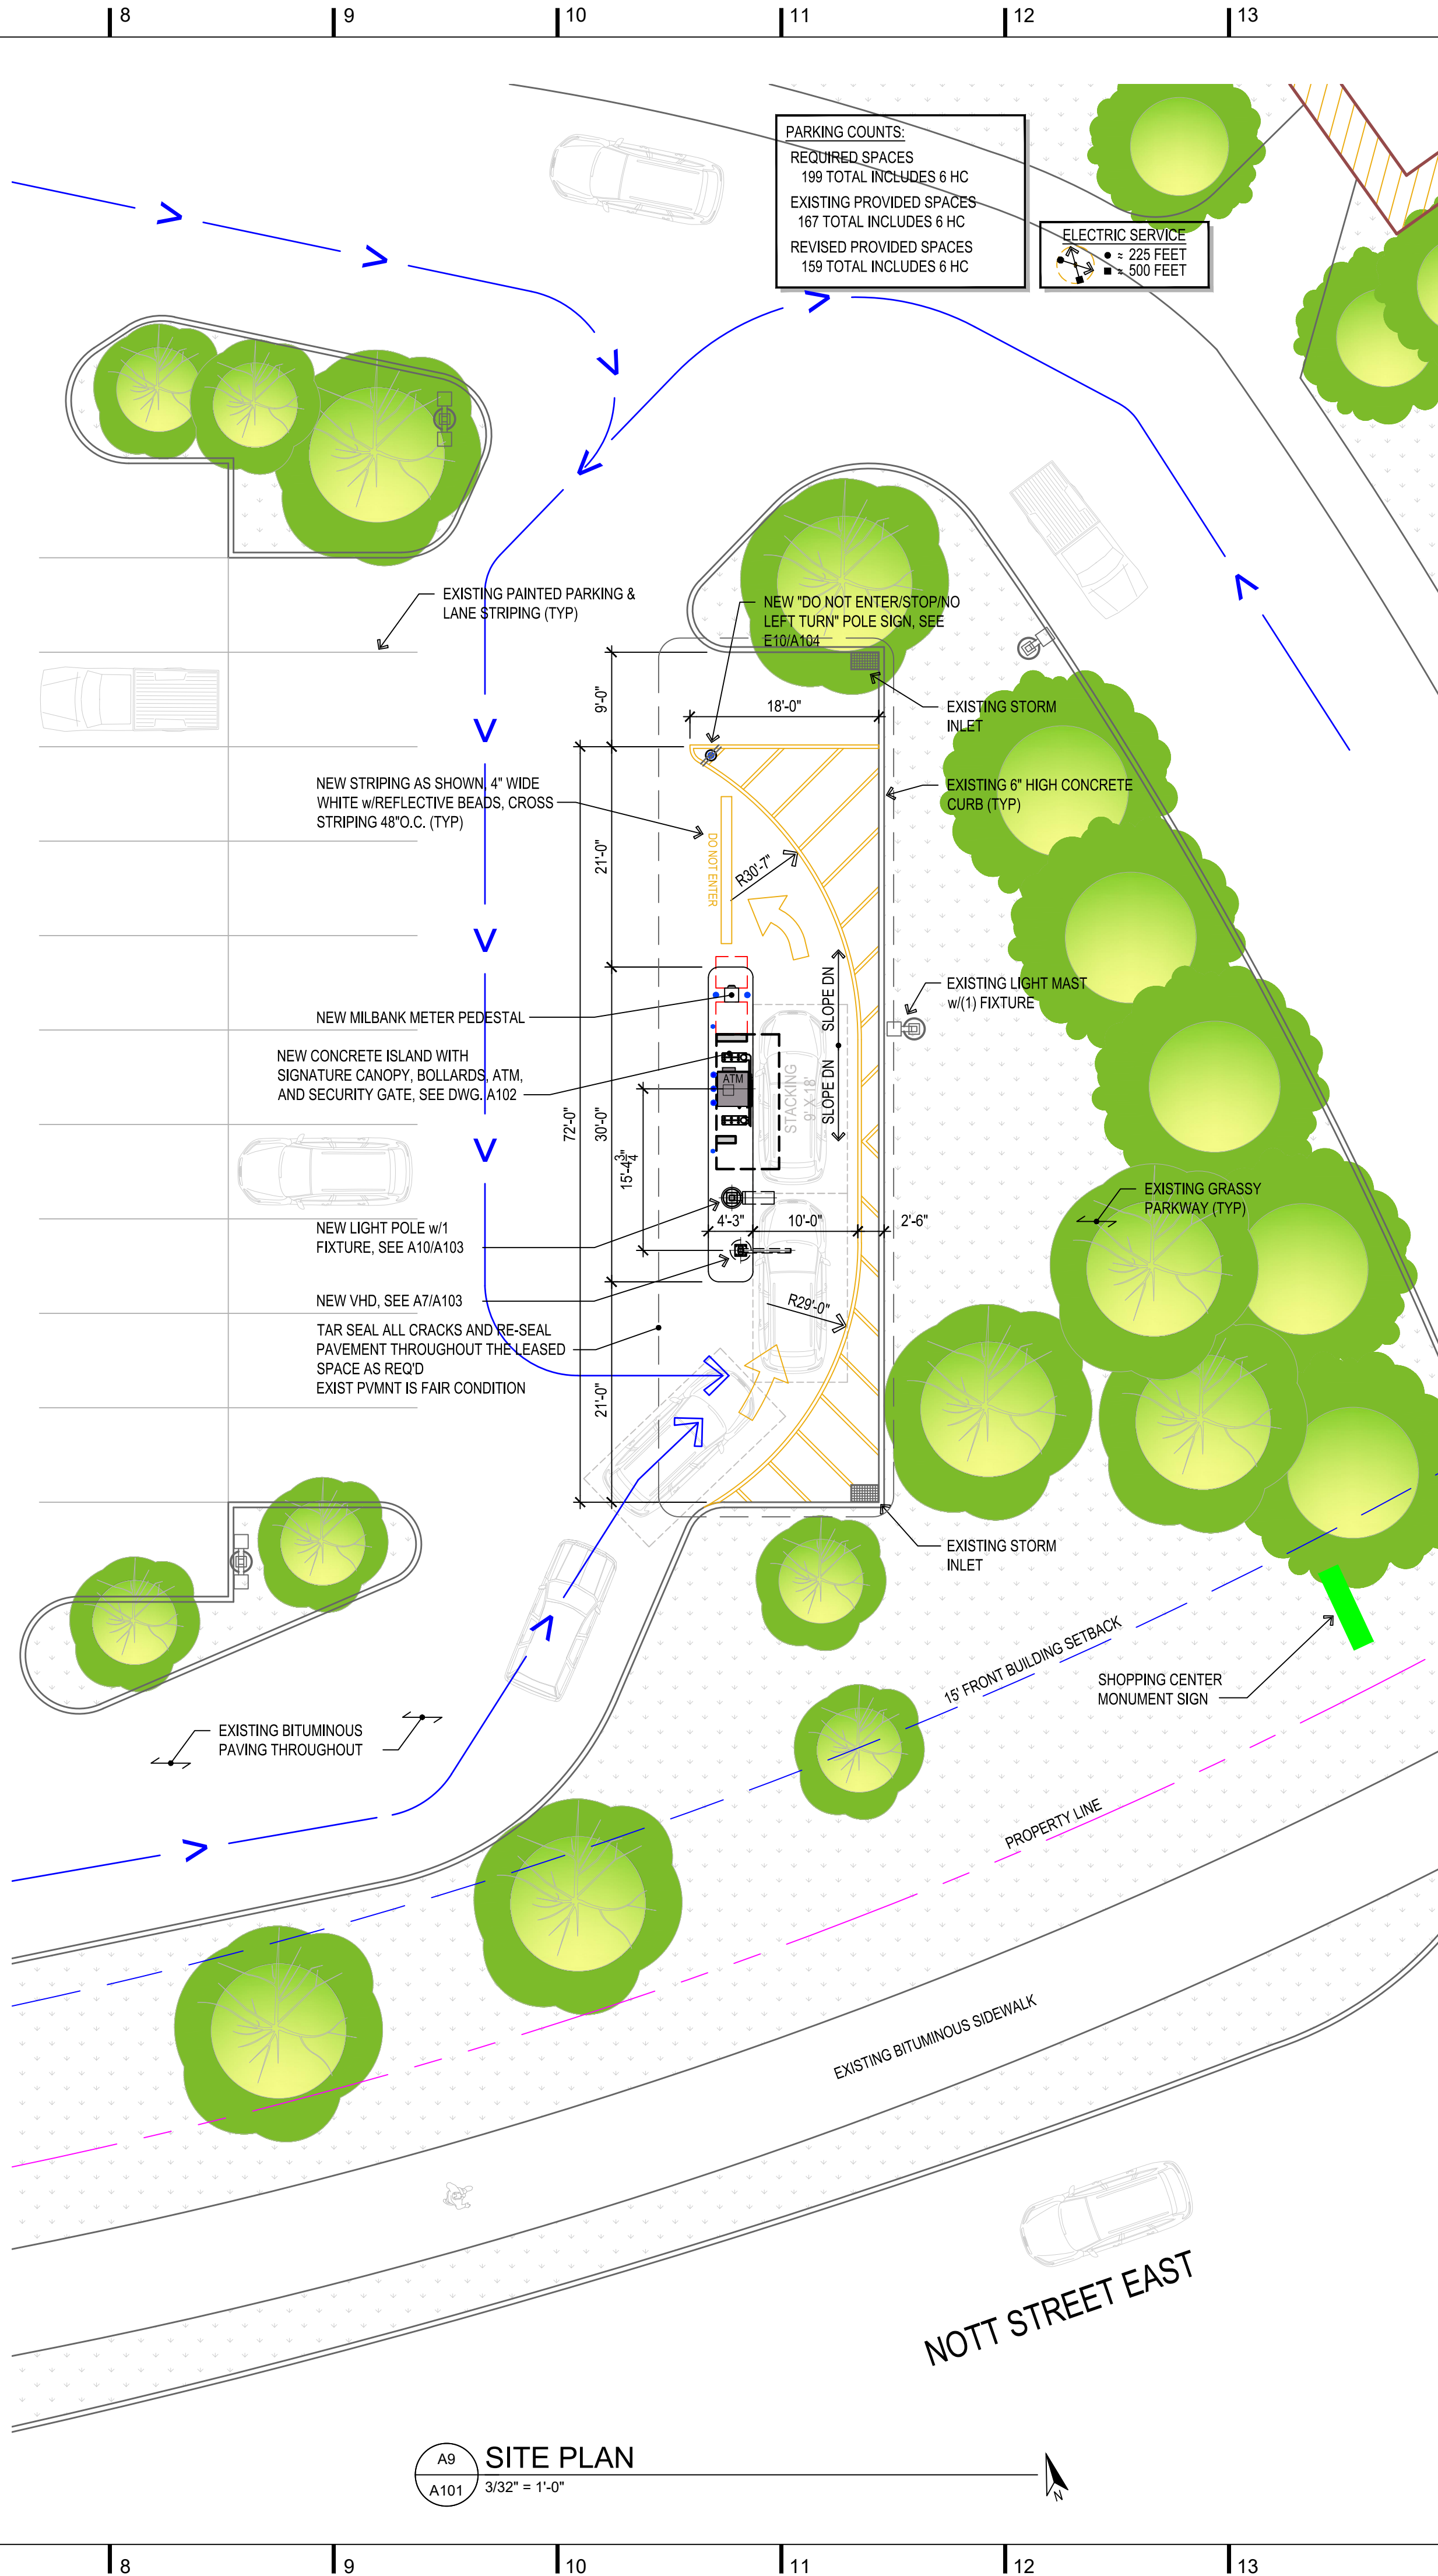 8 9 10 11 12 13
PARKING COUNTS:
REQUIRED SPACES
199 TOTAL INCLUDES 6 HC
EXISTING PROVIDED SPACES
167 TOTAL INCLUDES 6 HC
REVISED PROVIDED SPACES
159 TOTAL INCLUDES 6 HC
ELECTRIC SERVICE
● ≈ 225 FEET
■ ≈ 500 FEET
EXISTING PAINTED PARKING &
LANE STRIPING (TYP)
NEW "DO NOT ENTER/STOP/NO
LEFT TURN" POLE SIGN, SEE
E10/A104
9'-0"
18'-0"
EXISTING STORM
INLET
NEW STRIPING AS SHOWN, 4" WIDE
WHITE w/REFLECTIVE BEADS, CROSS
STRIPING 48"O.C. (TYP)
EXISTING 6" HIGH CONCRETE
CURB (TYP)
21'-0"
DO NOT ENTER
R30'-7"
SLOPE DN
SLOPE DN
EXISTING LIGHT MAST
w/(1) FIXTURE
NEW MILBANK METER PEDESTAL
NEW CONCRETE ISLAND WITH
SIGNATURE CANOPY, BOLLARDS, ATM,
AND SECURITY GATE, SEE DWG. A102
ATM
STACKING
9' X 18'
72'-0"
30'-0"
15'-4 3/4"
EXISTING GRASSY
PARKWAY (TYP)
NEW LIGHT POLE w/1
FIXTURE, SEE A10/A103
4'-3"
10'-0"
2'-6"
NEW VHD, SEE A7/A103
R29'-0"
TAR SEAL ALL CRACKS AND RE-SEAL
PAVEMENT THROUGHOUT THE LEASED
SPACE AS REQ'D
EXIST PVMNT IS FAIR CONDITION
21'-0"
EXISTING STORM
INLET
15' FRONT BUILDING SETBACK
SHOPPING CENTER
MONUMENT SIGN
EXISTING BITUMINOUS
PAVING THROUGHOUT
PROPERTY LINE
EXISTING BITUMINOUS SIDEWALK
NOTT STREET EAST
A9
A101
SITE PLAN
3/32" = 1'-0"
N
8 9 10 11 12 13